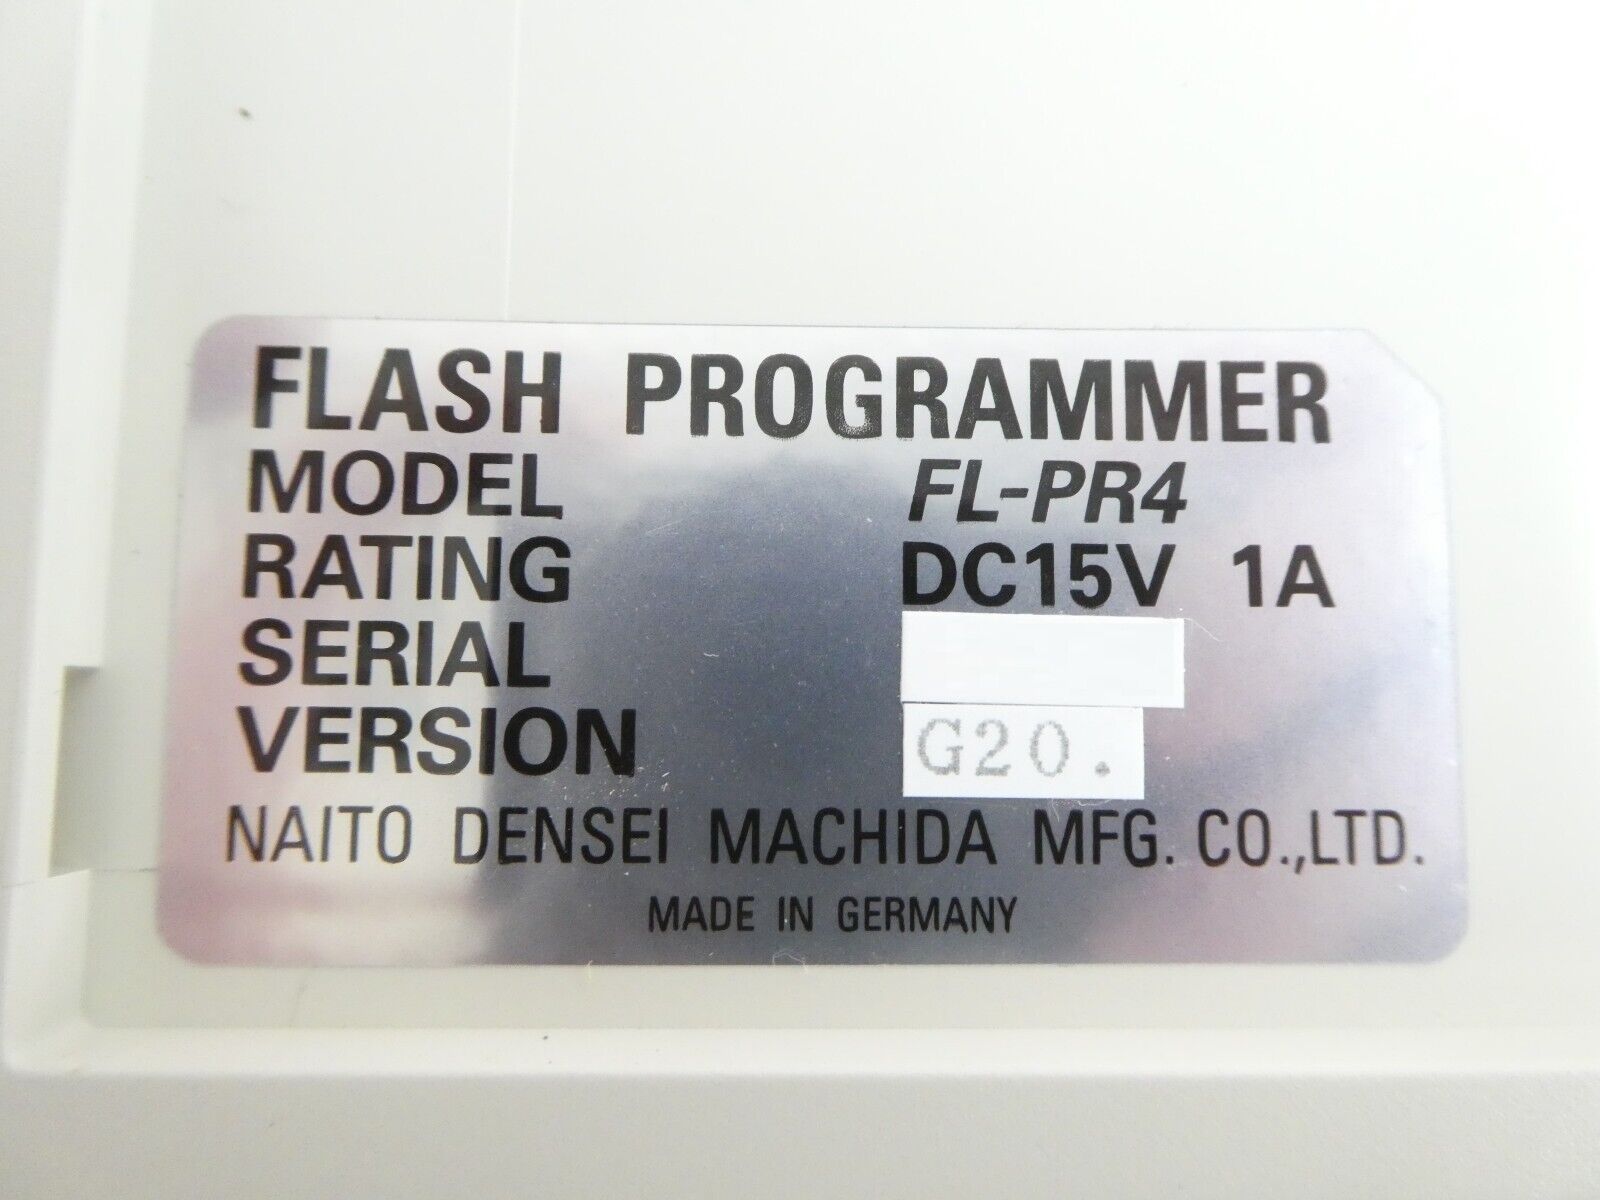 FLASH PROGRAMMER
MODEL FL-PR4
RATING DC15V 1A
SERIAL
VERSION G20.
NAITO DENSEI MACHIDA MFG. CO.,LTD.
MADE IN GERMANY